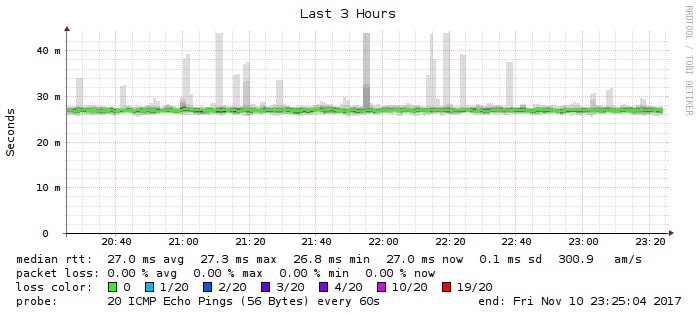 Last 3 Hours
RRDTOOL / TOBI OETIKER
Seconds
40 m
30 m
20 m
10 m
0
20:40 21:00 21:20 21:40 22:00 22:20 22:40 23:00 23:20
median rtt: 27.0 ms avg 27.3 ms max 26.8 ms min 27.0 ms now 0.1 ms sd 300.9 am/s
packet loss: 0.00 % avg 0.00 % max 0.00 % min 0.00 % now
loss color: 0 1/20 2/20 3/20 4/20 10/20 19/20
probe: 20 ICMP Echo Pings (56 Bytes) every 60s end: Fri Nov 10 23:25:04 2017